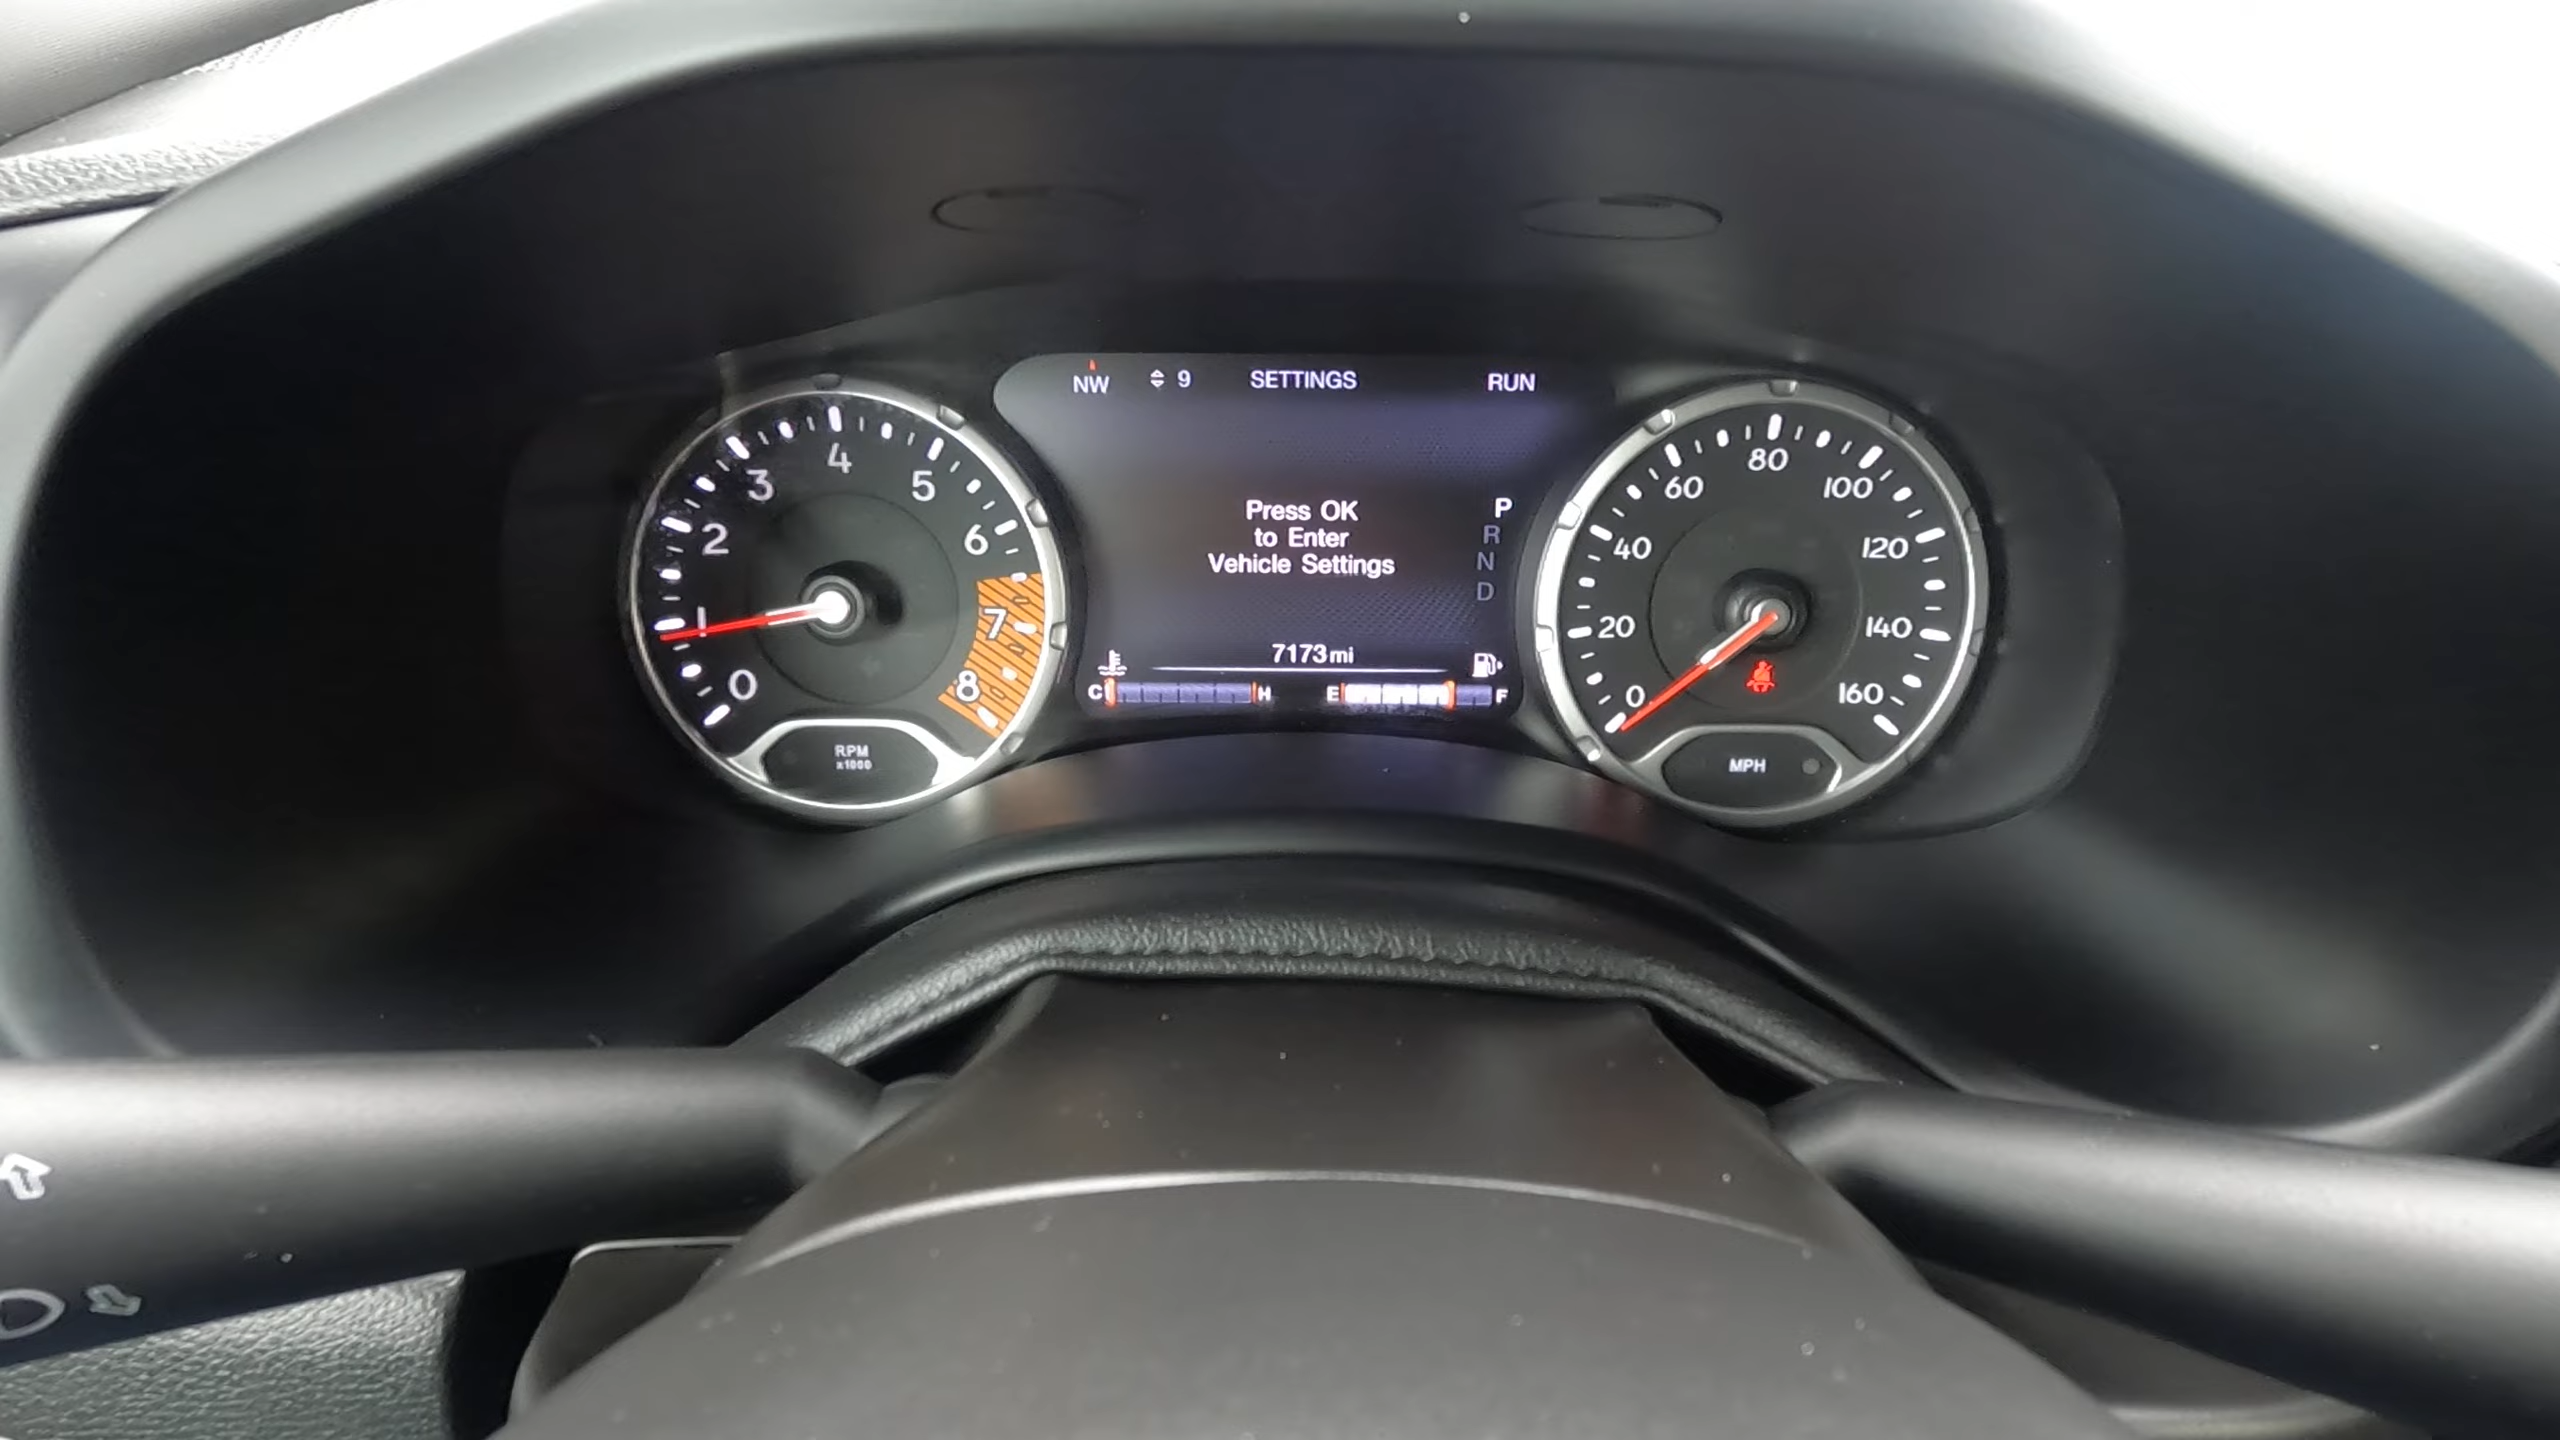 NW 9 SETTINGS RUN
0 1 2 3 4 5 6 7 8
RPM
x1000
Press OK
to Enter
Vehicle Settings
P
R
N
D
7173 mi
C H E F
0 20 40 60 80 100 120 140 160
MPH